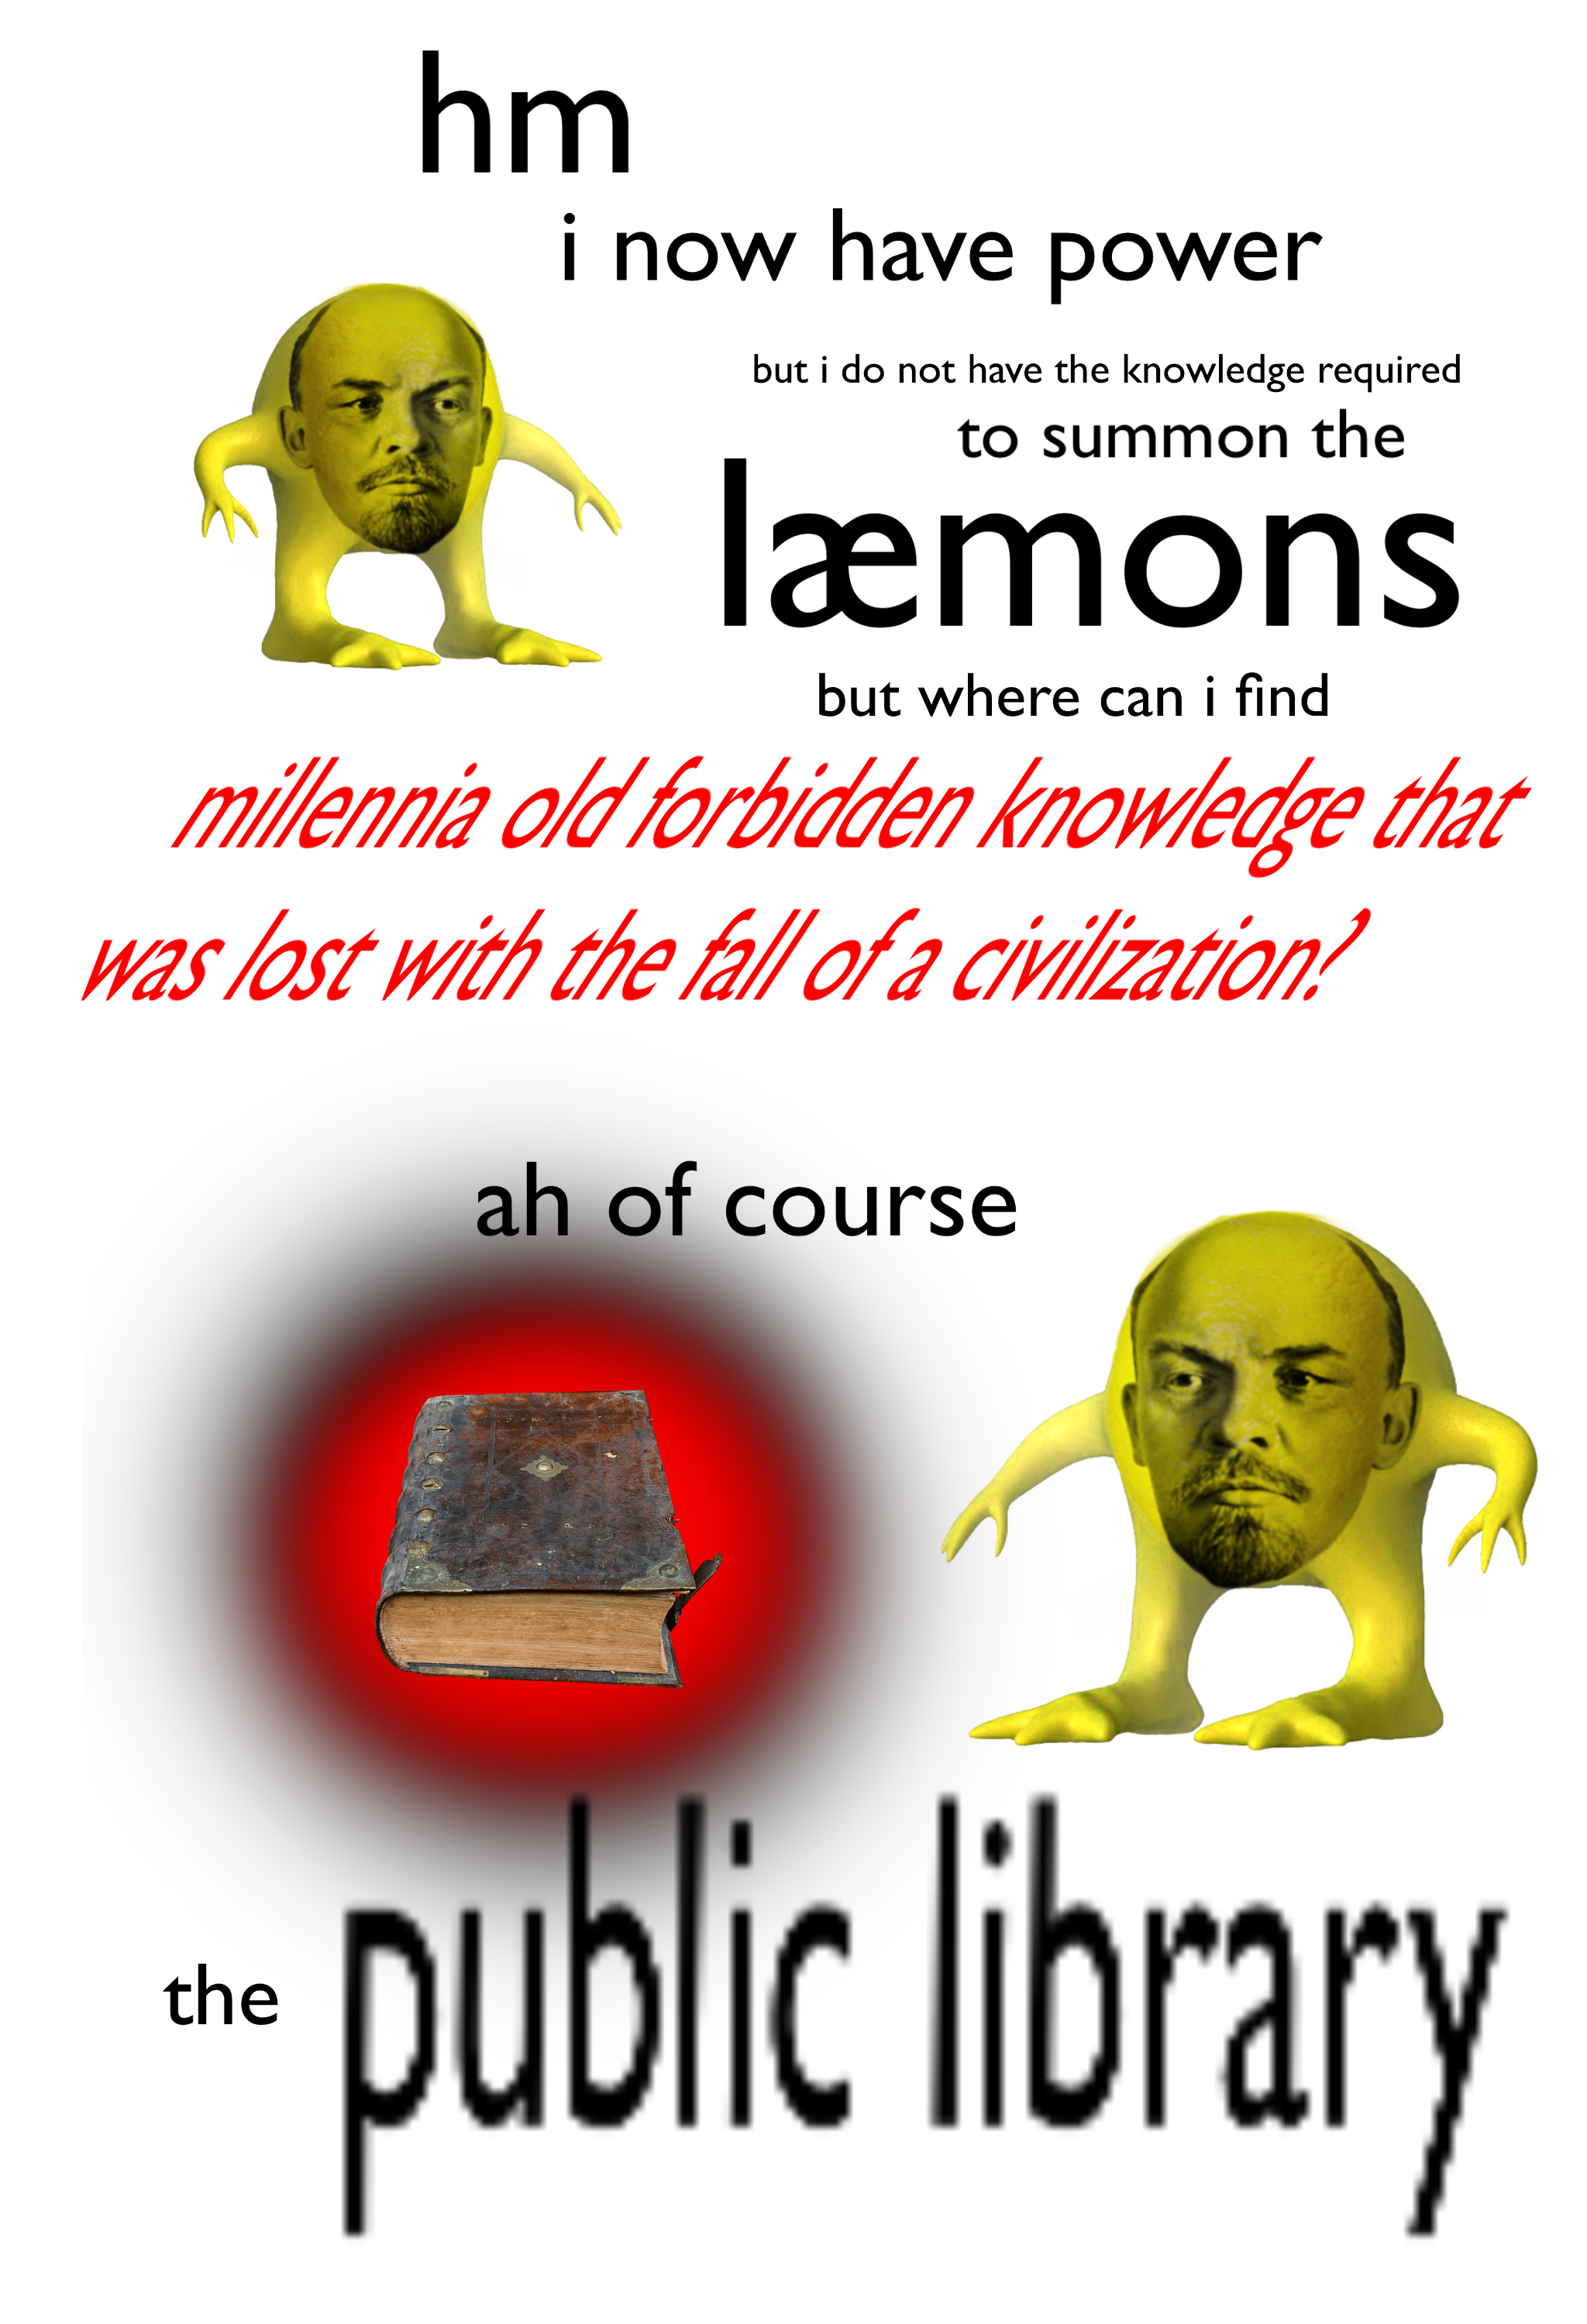 hm
i now have power
but i do not have the knowledge required
to summon the
læmons
but where can i find
millennia old forbidden knowledge that
was lost with the fall of a civilization?
ah of course
the public library